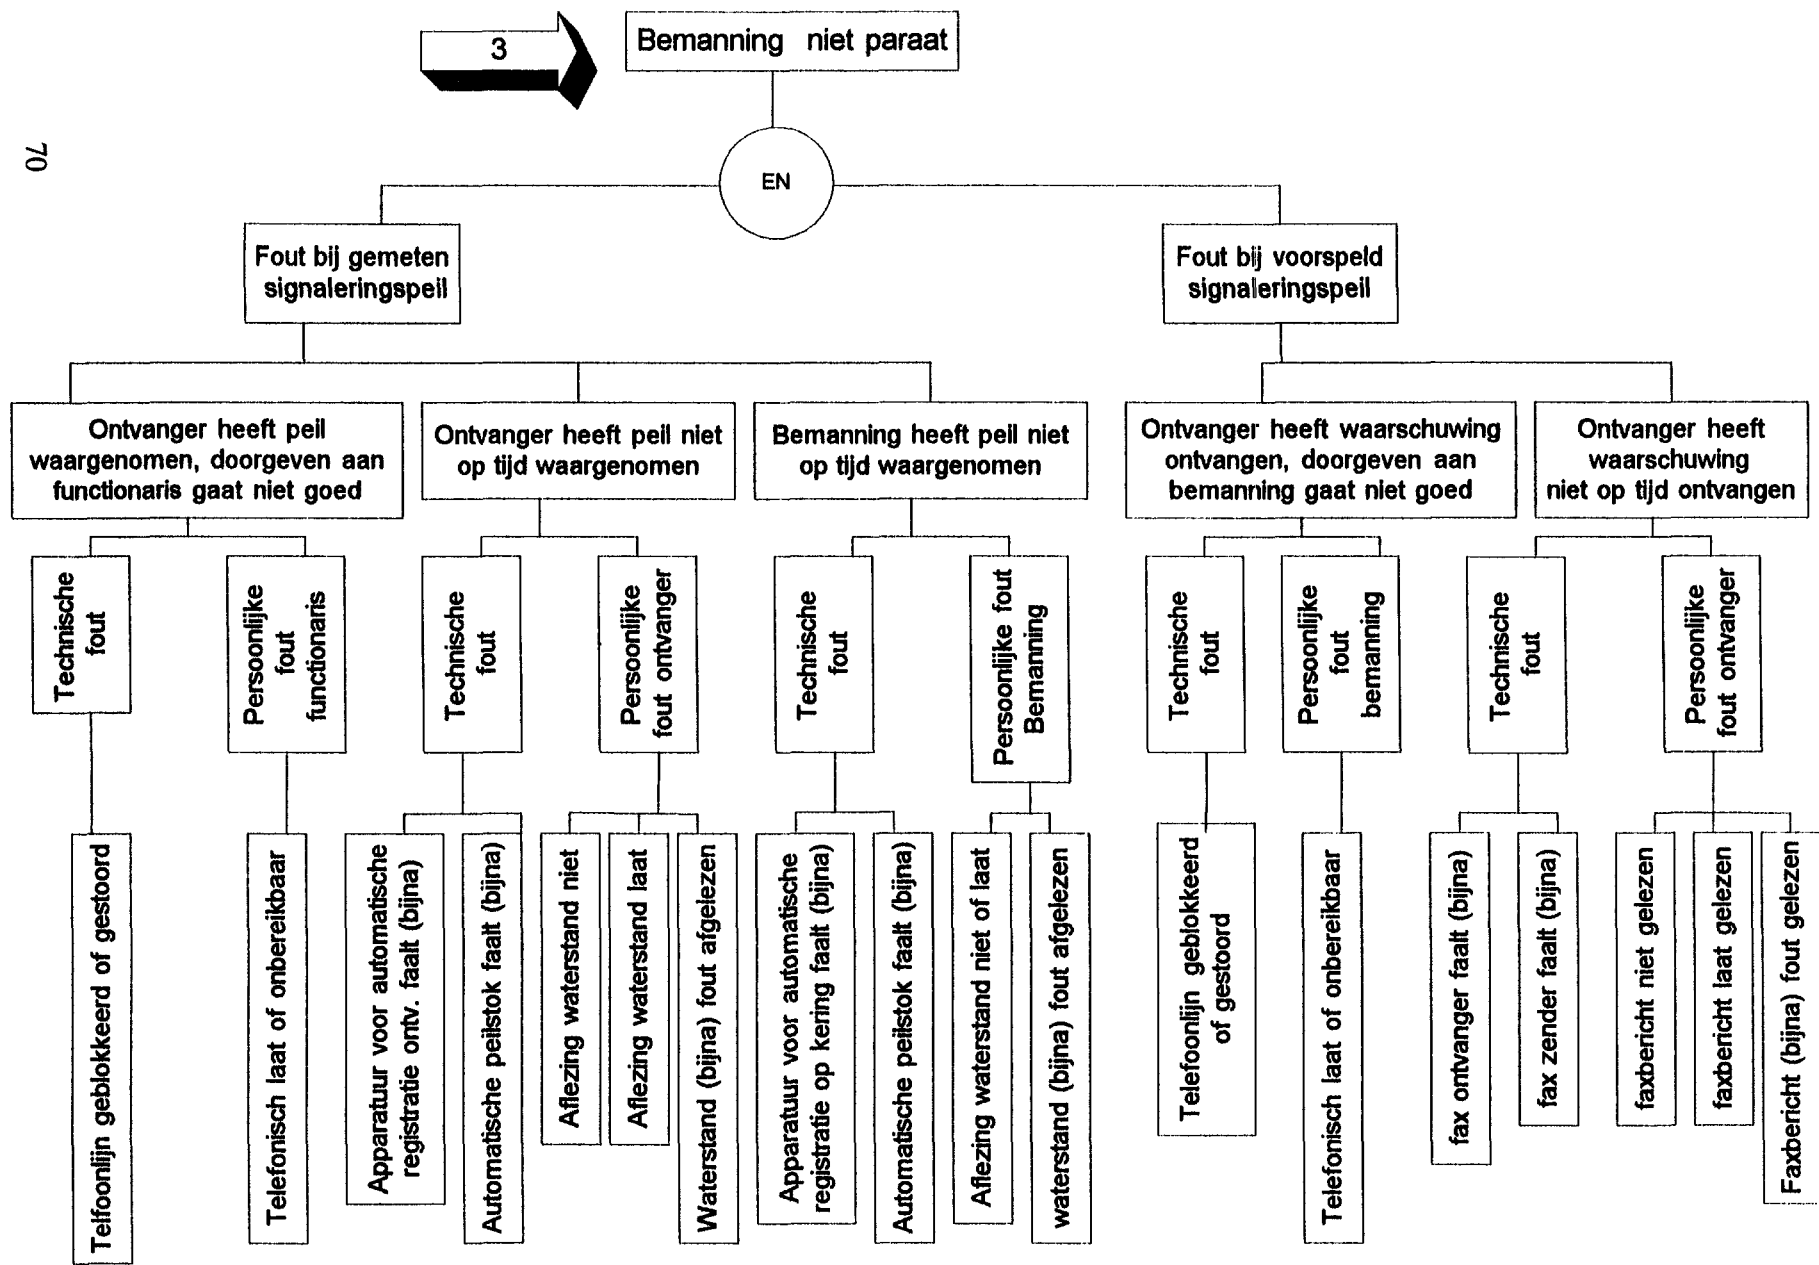 3
Bemanning niet paraat
70
EN
Fout bij gemeten
signaleringspeil
Fout bij voorspeld
signaleringspeil
Ontvanger heeft peil
waargenomen, doorgeven aan
functionaris gaat niet goed
Ontvanger heeft peil niet
op tijd waargenomen
Bemanning heeft peil niet
op tijd waargenomen
Ontvanger heeft waarschuwing
ontvangen, doorgeven aan
bemanning gaat niet goed
Ontvanger heeft
waarschuwing
niet op tijd ontvangen
Technische
fout
Persoonlijke
fout
functionaris
Technische
fout
Persoonlijke
fout ontvanger
Technische
fout
Persoonlijke fout
Bemanning
Technische
fout
Persoonlijke
fout
bemanning
Technische
fout
Persoonlijke
fout ontvanger
Telfoonlijn geblokkeerd of gestoord
Telefonisch laat of onbereikbaar
Apparatuur voor automatische
registratie ontv. faalt (bijna)
Automatische peilstok faalt (bijna)
Aflezing waterstand niet
Aflezing waterstand laat
Waterstand (bijna) fout afgelezen
Apparatuur voor automatische
registratie op kering faalt (bijna)
Automatische peilstok faalt (bijna)
Aflezing waterstand niet of laat
waterstand (bijna) fout afgelezen
Telefoonlijn geblokkeerd
of gestoord
Telefonisch laat of onbereikbaar
fax ontvanger faalt (bijna)
fax zender faalt (bijna)
faxbericht niet gelezen
faxbericht laat gelezen
Faxbericht (bijna) fout gelezen